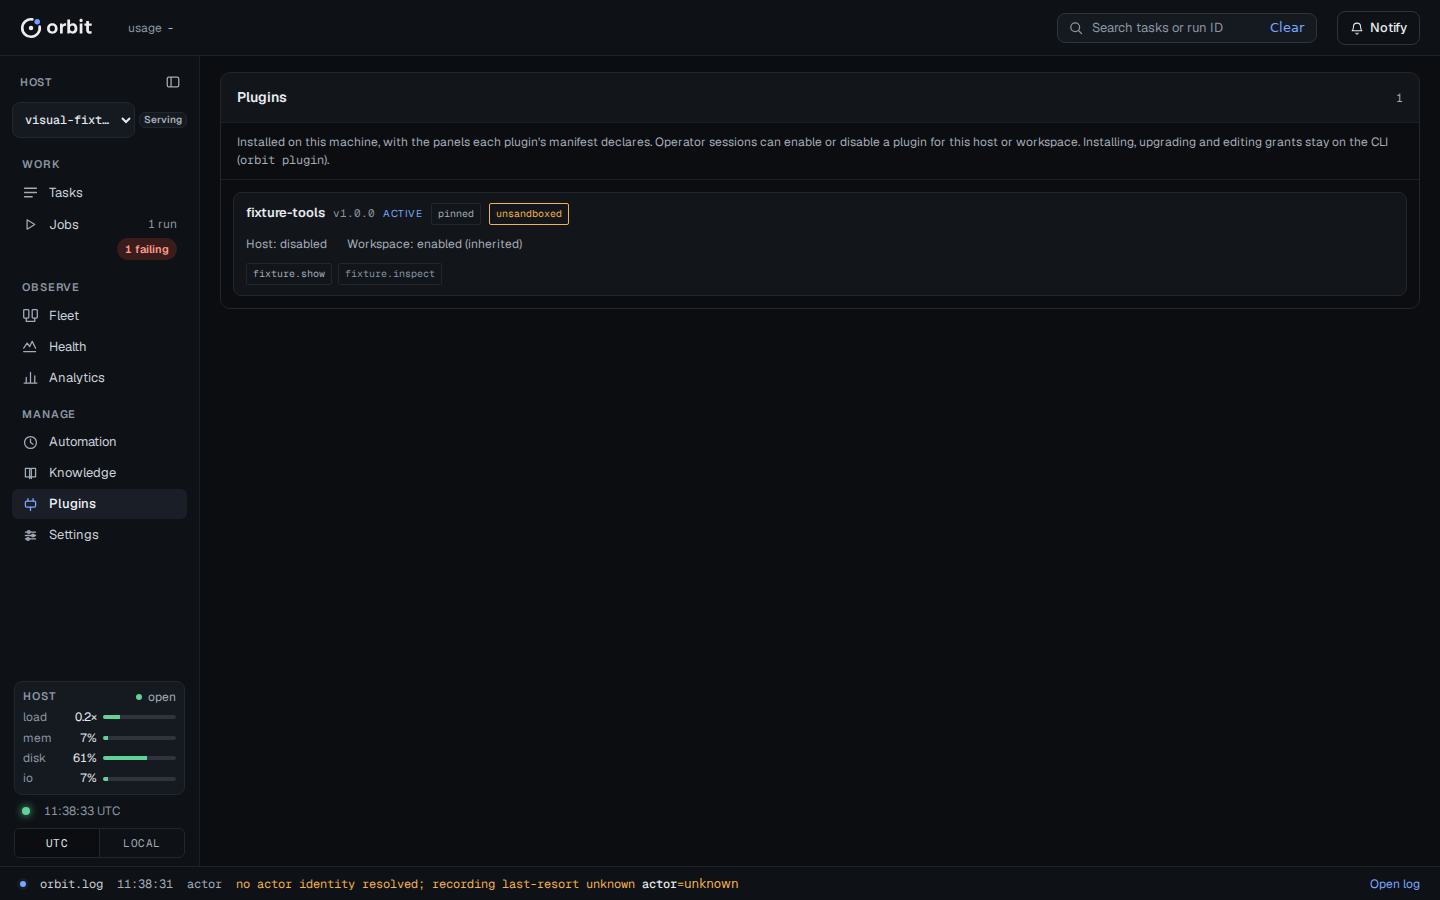 orbit
usage -
Search tasks or run ID
Clear
Notify
HOST
visual-fixt…
Serving
WORK
Tasks
Jobs
1 run
1 failing
OBSERVE
Fleet
Health
Analytics
MANAGE
Automation
Knowledge
Plugins
Settings
HOST
open
load 0.2×
mem 7%
disk 61%
io 7%
11:38:33 UTC
UTC
LOCAL
Plugins
1
Installed on this machine, with the panels each plugin's manifest declares. Operator sessions can enable or disable a plugin for this host or workspace. Installing, upgrading and editing grants stay on the CLI
(orbit plugin).
fixture-tools v1.0.0 ACTIVE pinned unsandboxed
Host: disabled Workspace: enabled (inherited)
fixture.show fixture.inspect
orbit.log 11:38:31 actor no actor identity resolved; recording last-resort unknown actor=unknown
Open log